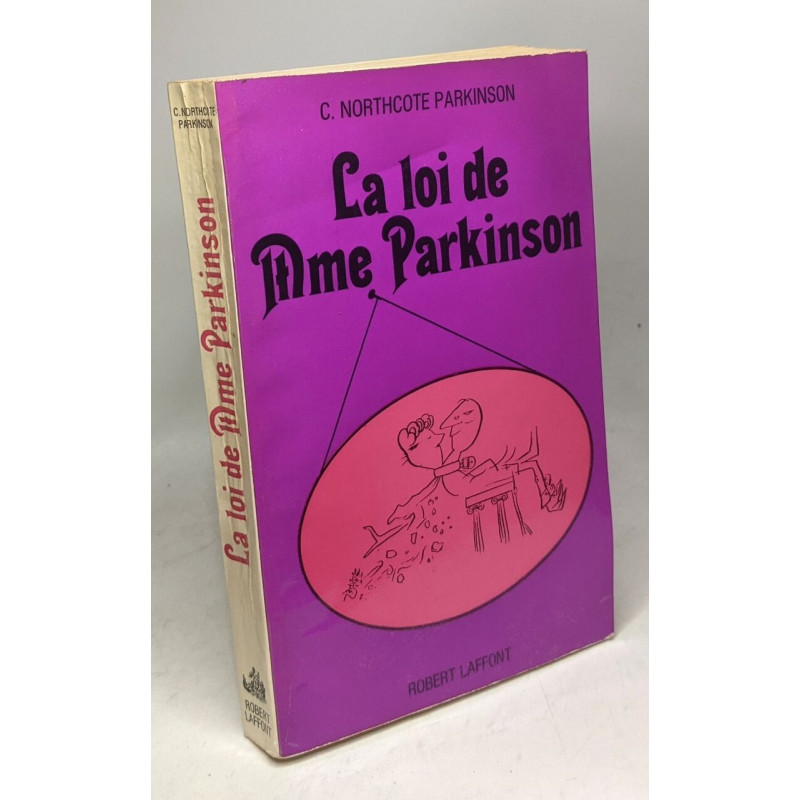 C. NORTHCOTE PARKINSON
La loi de
Mme Parkinson
ROBERT LAFFONT
C. NORTHCOTE
PARKINSON
La loi de Mme Parkinson
ROBERT
LAFFONT